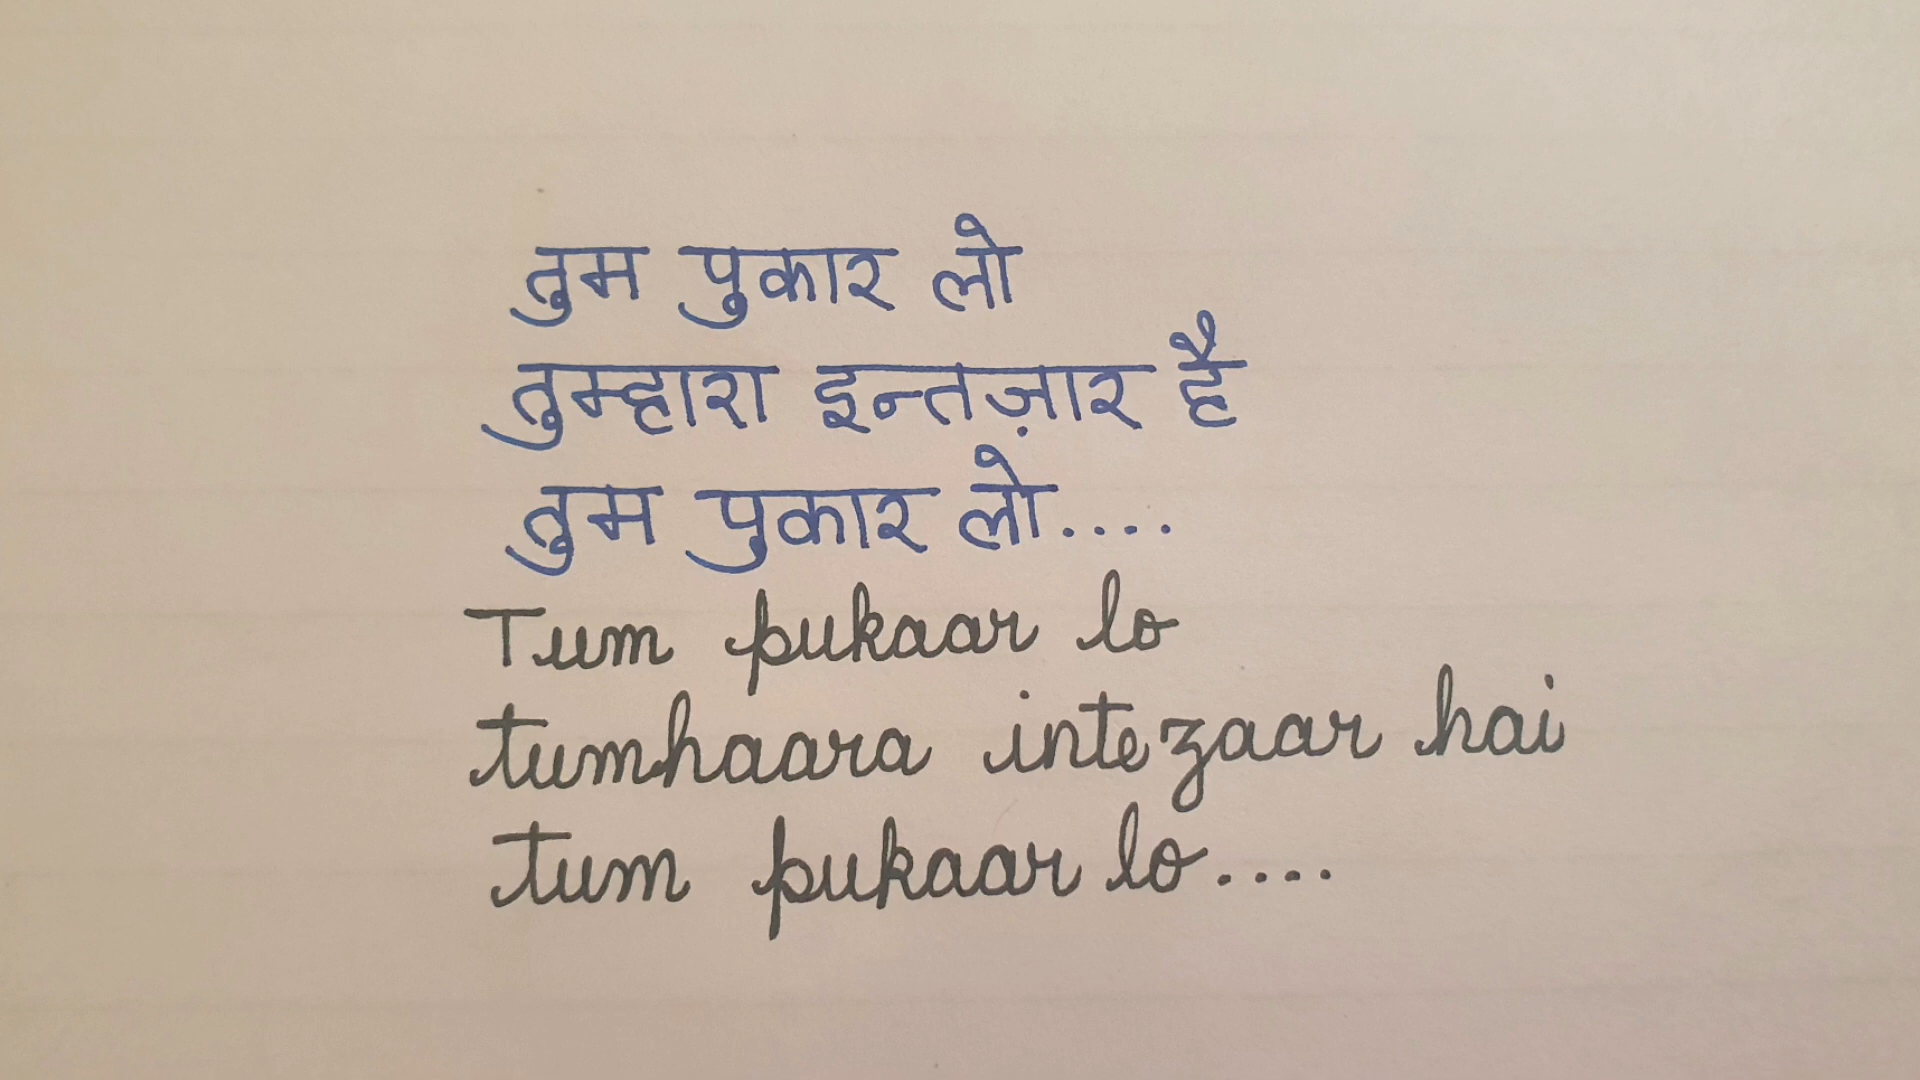 तुम पुकार लो
तुम्हारा इन्तज़ार है
तुम पुकार लो....
Tum pukaar lo
tumhaara intezaar hai
tum pukaar lo....